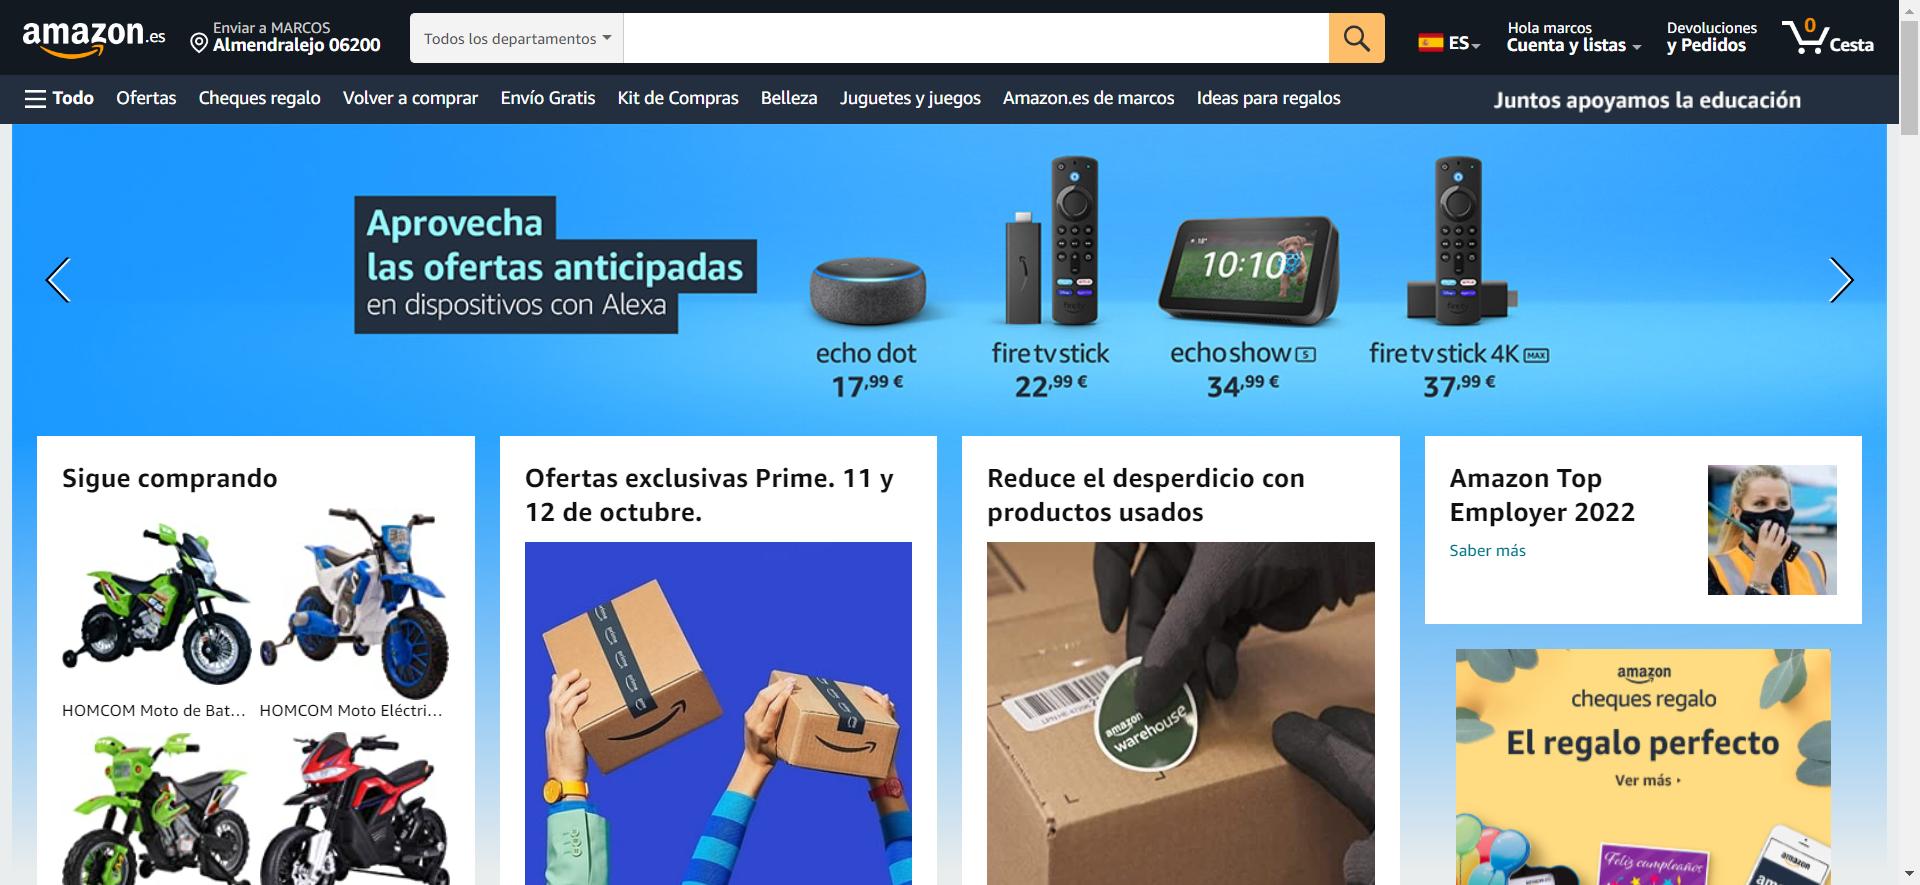 amazon.es
Enviar a MARCOS
Almendralejo 06200
Todos los departamentos
ES
Hola marcos
Cuenta y listas
Devoluciones
y Pedidos
0
Cesta
Todo
Ofertas
Cheques regalo
Volver a comprar
Envío Gratis
Kit de Compras
Belleza
Juguetes y juegos
Amazon.es de marcos
Ideas para regalos
Juntos apoyamos la educación
Aprovecha
las ofertas anticipadas
en dispositivos con Alexa
10:10
echo dot
17,99 €
fire tv stick
22,99 €
echo show 5
34,99 €
fire tv stick 4K MAX
37,99 €
Sigue comprando
HOMCOM Moto de Bat...
HOMCOM Moto Eléctri...
Ofertas exclusivas Prime. 11 y
12 de octubre.
prime
prime
prime
Reduce el desperdicio con
productos usados
amazon
warehouse
Amazon Top
Employer 2022
Saber más
amazon
cheques regalo
El regalo perfecto
Ver más
Feliz cumpleaños
amazon